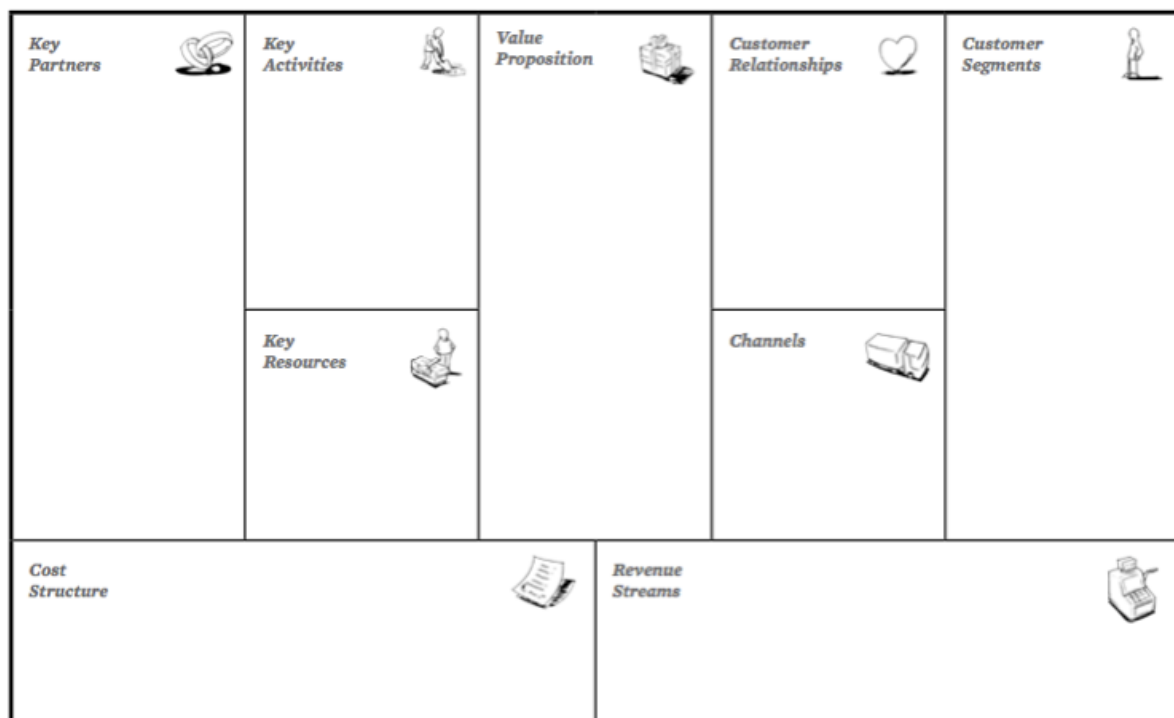 Key
Partners
Key
Activities
Value
Proposition
Customer
Relationships
Customer
Segments
Key
Resources
Channels
Cost
Structure
Revenue
Streams